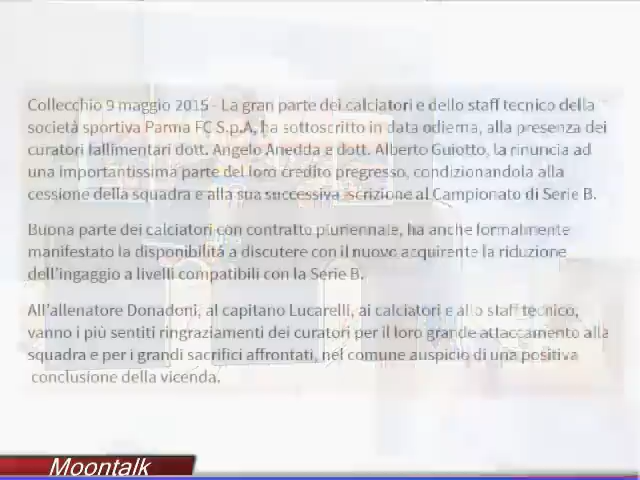 Collecchio 9 maggio 2015 - La gran parte dei calciatori e dello staff tecnico della
società sportiva Parma FC S.p.A, ha sottoscritto in data odierna, alla presenza dei
curatori fallimentari dott. Angelo Anedda e dott. Alberto Guiotto, la rinuncia ad
una importantissima parte del loro credito pregresso, condizionandola alla
cessione della squadra e alla sua successiva iscrizione al Campionato di Serie B.
Buona parte dei calciatori con contratto pluriennale, ha anche formalmente
manifestato la disponibilità a discutere con il nuovo acquirente la riduzione
dell'ingaggio a livelli compatibili con la Serie B.
All'allenatore Donadoni, al capitano Lucarelli, ai calciatori e allo staff tecnico,
vanno i più sentiti ringraziamenti dei curatori per il loro grande attaccamento alla
squadra e per i grandi sacrifici affrontati, nel comune auspicio di una positiva
conclusione della vicenda.
Moontalk